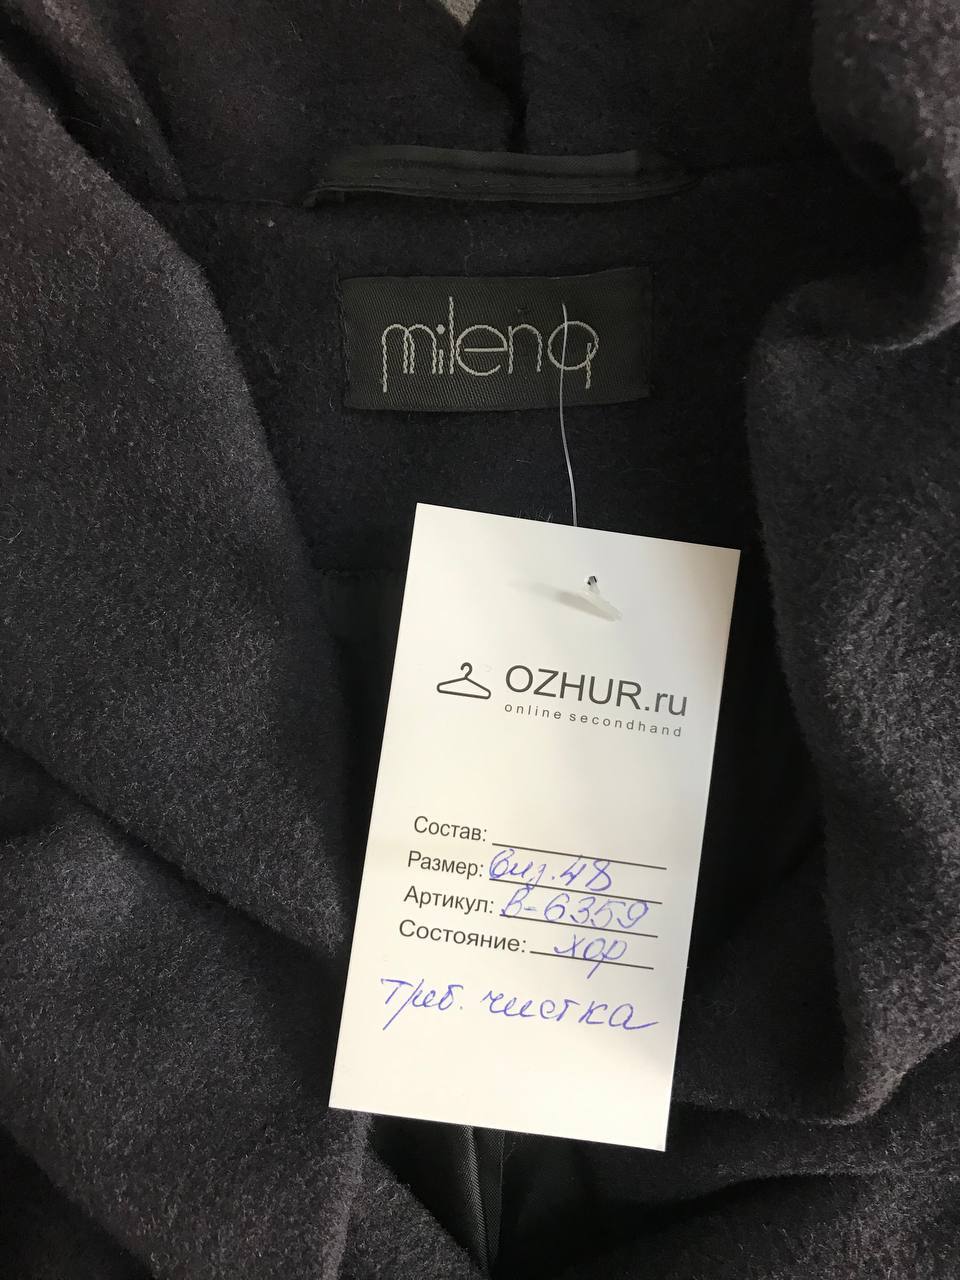 milena
OZHUR.ru
online secondhand
Состав:
Размер: виз. 48
Артикул: В-6359
Состояние: хор
Треб. чистка